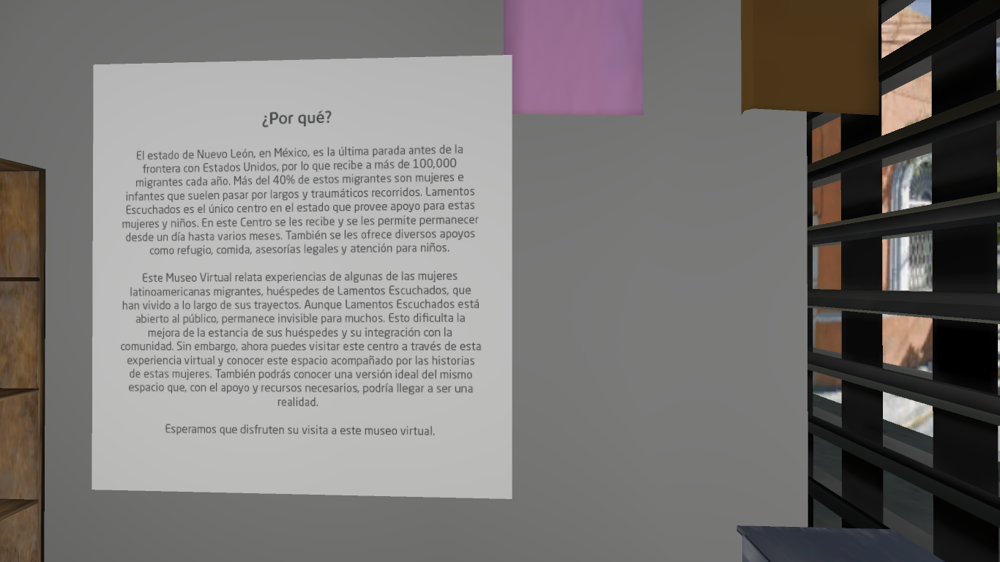 ¿Por qué?
El estado de Nuevo León, en México, es la última parada antes de la
frontera con Estados Unidos, por lo que recibe a más de 100,000
migrantes cada año. Más del 40% de estos migrantes son mujeres e
infantes que suelen pasar por largos y traumáticos recorridos. Lamentos
Escuchados es el único centro en el estado que provee apoyo para estas
mujeres y niños. En este Centro se les recibe y se les permite permanecer
desde un día hasta varios meses. También se les ofrece diversos apoyos
como refugio, comida, asesorías legales y atención para niños.
Este Museo Virtual relata experiencias de algunas de las mujeres
latinoamericanas migrantes, huéspedes de Lamentos Escuchados, que
han vivido a lo largo de sus trayectos. Aunque Lamentos Escuchados está
abierto al público, permanece invisible para muchos. Esto dificulta la
mejora de la estancia de sus huéspedes y su integración con la
comunidad. Sin embargo, ahora puedes visitar este centro a través de esta
experiencia virtual y conocer este espacio acompañado por las historias
de estas mujeres. También podrás conocer una versión ideal del mismo
espacio que, con el apoyo y recursos necesarios, podría llegar a ser una
realidad.
Esperamos que disfruten su visita a este museo virtual.